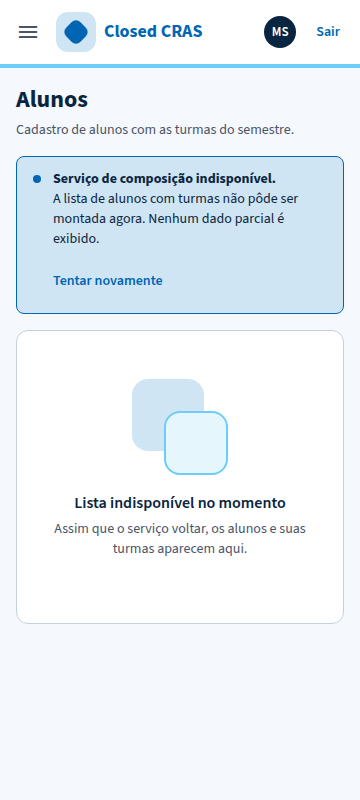 Closed CRAS
MS
Sair
Alunos
Cadastro de alunos com as turmas do semestre.
Serviço de composição indisponível.
A lista de alunos com turmas não pôde ser
montada agora. Nenhum dado parcial é
exibido.
Tentar novamente
Lista indisponível no momento
Assim que o serviço voltar, os alunos e suas
turmas aparecem aqui.